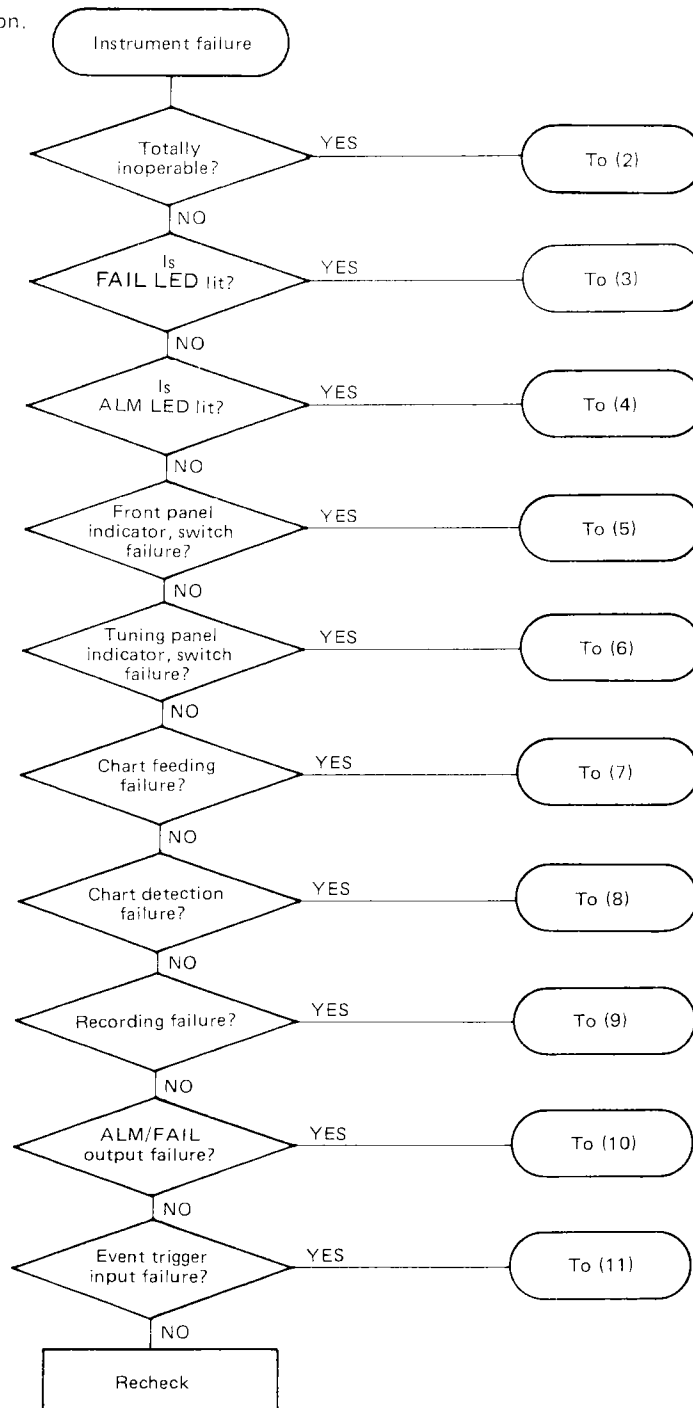 on.
Instrument failure
Totally
inoperable?
YES
To (2)
NO
Is
FAIL LED lit?
YES
To (3)
NO
Is
ALM LED lit?
YES
To (4)
NO
Front panel
indicator, switch
failure?
YES
To (5)
NO
Tuning panel
indicator, switch
failure?
YES
To (6)
NO
Chart feeding
failure?
YES
To (7)
NO
Chart detection
failure?
YES
To (8)
NO
Recording failure?
YES
To (9)
NO
ALM/FAIL
output failure?
YES
To (10)
NO
Event trigger
input failure?
YES
To (11)
NO
Recheck